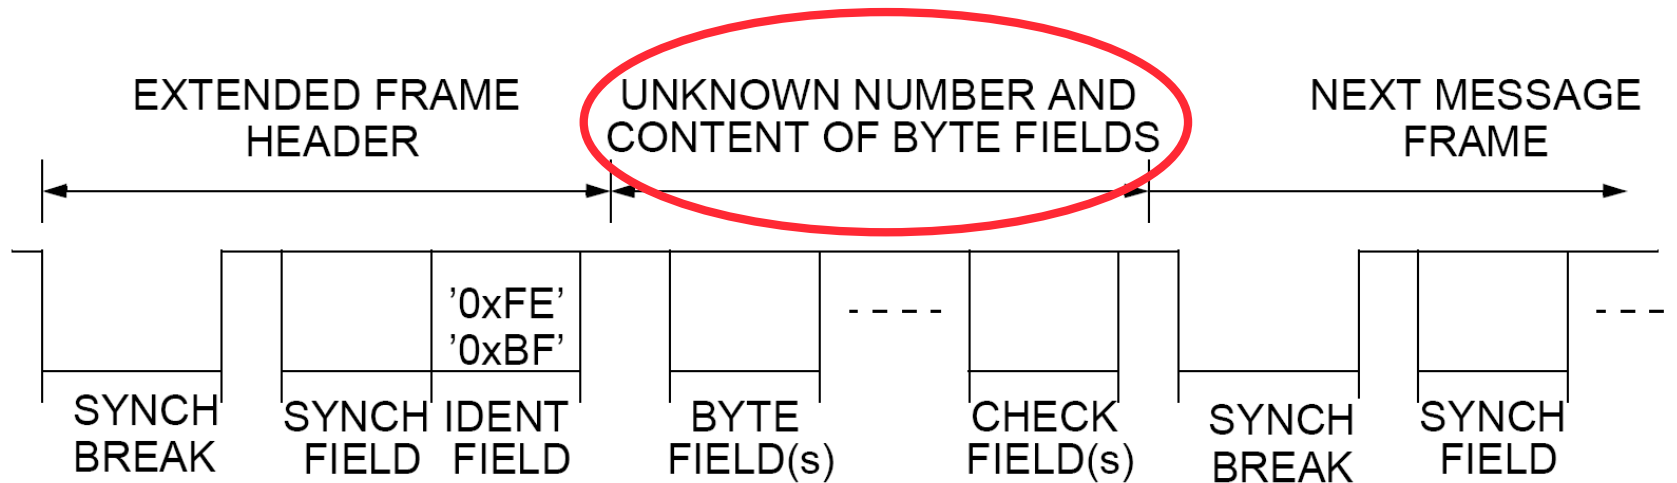 EXTENDED FRAME
HEADER
UNKNOWN NUMBER AND
CONTENT OF BYTE FIELDS
NEXT MESSAGE
FRAME
’0xFE’
’0xBF’
SYNCH
BREAK
SYNCH
FIELD
IDENT
FIELD
BYTE
FIELD(s)
CHECK
FIELD(s)
SYNCH
BREAK
SYNCH
FIELD